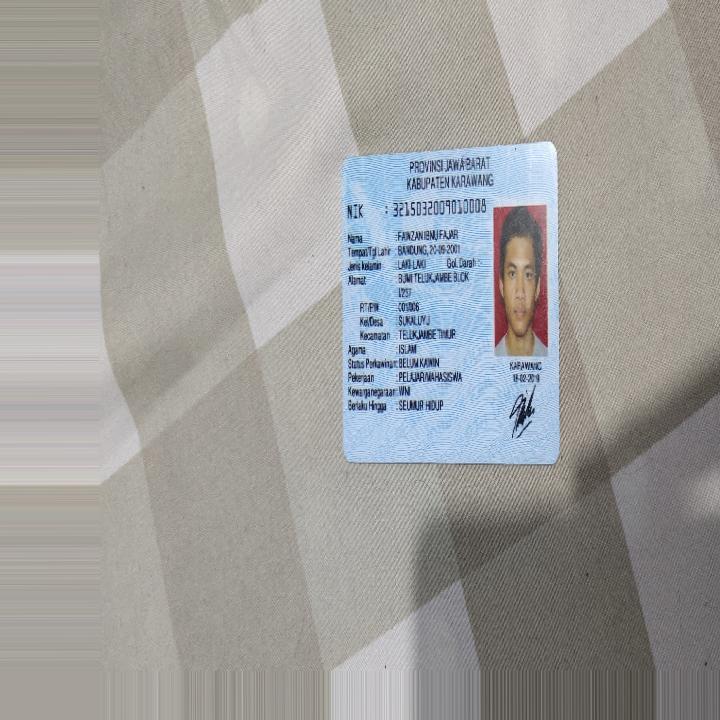 PROVINSI JAWA BARAT
KABUPATEN KARAWANG
NIK : 3215032009010008
Nama : FAWZAN IBNU FAJAR
Tempat/Tgl Lahir : BANDUNG, 20-09-2001
Jenis kelamin : LAKI-LAKI Gol. Darah : -
Alamat : BUMI TELUKJAMBE BLOK
I/257
RT/RW : 001/006
Kel/Desa : SUKALUYU
Kecamatan : TELUKJAMBE TIMUR
Agama : ISLAM
Status Perkawinan: BELUM KAWIN
Pekerjaan : PELAJAR/MAHASISWA
Kewarganegaraan: WNI
Berlaku Hingga : SEUMUR HIDUP
KARAWANG
18-02-2019